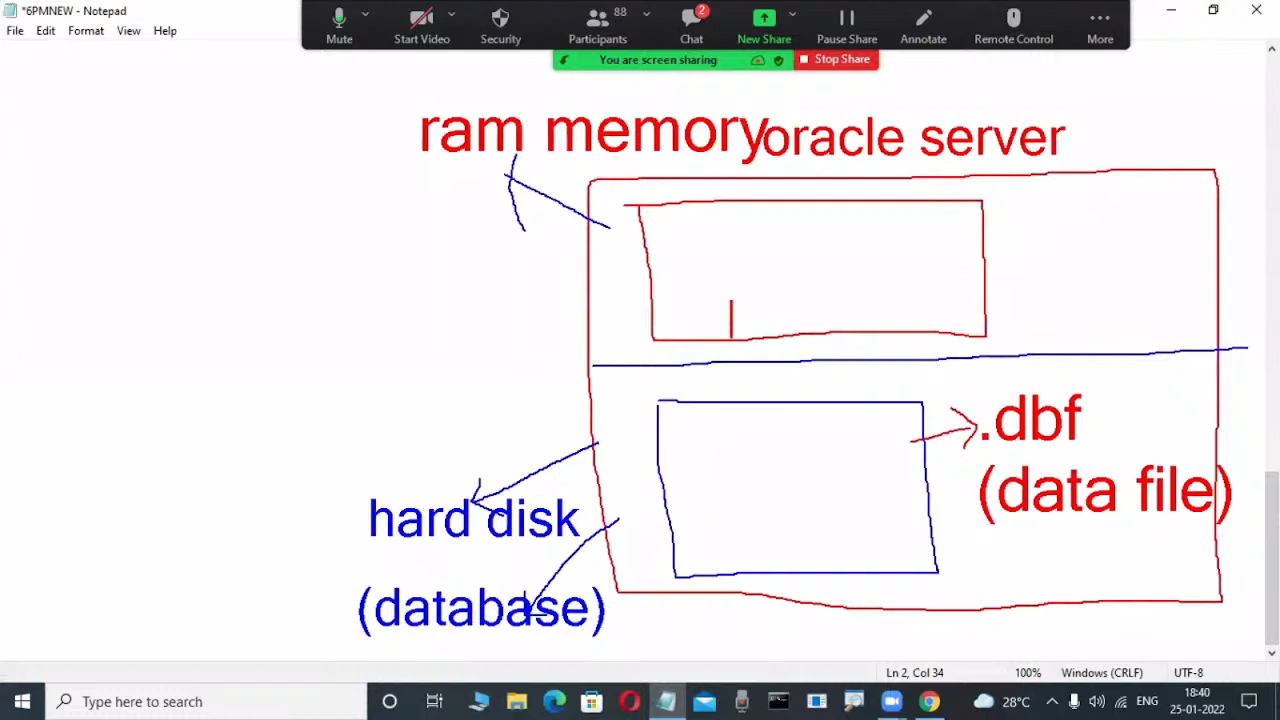 *6PMNEW - Notepad
File Edit Format View Help
88
2
Mute Start Video Security Participants Chat New Share Pause Share Annotate Remote Control More
You are screen sharing Stop Share
ram memory oracle server
.dbf
(data file)
hard disk
(database)
Ln 2, Col 34 100% Windows (CRLF) UTF-8
Type here to search
28°C ENG 18:40
25-01-2022